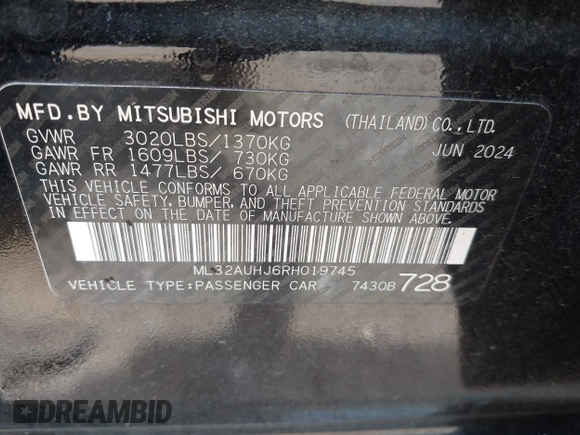 MFD.BY MITSUBISHI MOTORS (THAILAND)CO.,LTD.
GVWR 3020LBS/1370KG JUN 2024
GAWR FR 1609LBS/ 730KG
GAWR RR 1477LBS/ 670KG
THIS VEHICLE CONFORMS TO ALL APPLICABLE FEDERAL MOTOR
VEHICLE SAFETY, BUMPER, AND THEFT PREVENTION STANDARDS
IN EFFECT ON THE DATE OF MANUFACTURE SHOWN ABOVE.
ML32AUHJ6RH019745
VEHICLE TYPE:PASSENGER CAR 7430B 728
DREAMBID